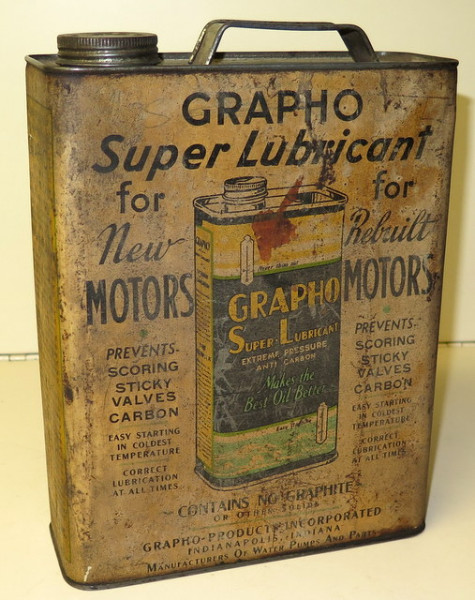 GRAPHO
Super Lubricant
for
New
MOTORS
for
Rebuilt
MOTORS
PREVENTS-
SCORING
STICKY
VALVES
CARBON
EASY STARTING
IN COLDEST
TEMPERATURE
CORRECT
LUBRICATION
AT ALL TIMES
GRAPHO
GRAPHO
SUPER-LUBRICANT
EXTREME PRESSURE
ANTI CARBON
Makes the
Best Oil Better
PREVENTS-
SCORING
STICKY
VALVES
CARBON
EASY STARTING
IN COLDEST
TEMPERATURE
CORRECT
LUBRICATION
AT ALL TIMES
CONTAINS NO GRAPHITE
OR OTHER SOLIDS
GRAPHO-PRODUCTS INCORPORATED
INDIANAPOLIS, INDIANA
MANUFACTURERS OF WATER PUMPS AND PARTS